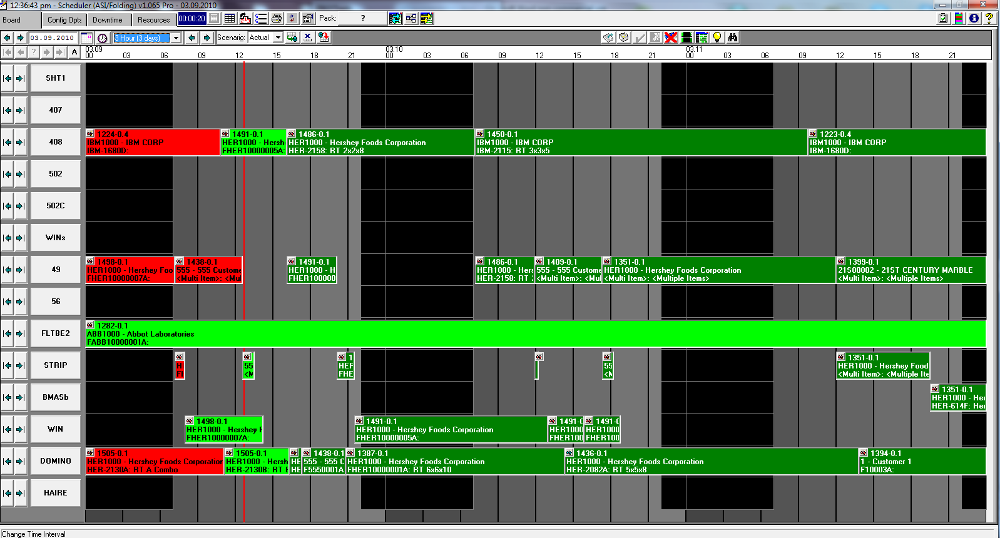 12:36:43 pm - Scheduler (ASI/Folding) v1.065 Pro - 03.09.2010
Board
Config Opts
Downtime
Resources
00:00:20
Pack:
?
03.09.2010
3 Hour (3 days)
Scenario:
Actual
A
03.09 03.10 03.11
00 03 06 09 12 15 18 21 00 03 06 09 12 15 18 21 00 03 06 09 12 15 18 21
SHT1
407
408
1224-0.4
IBM1000 - IBM CORP
IBM-1680D:
1491-0.1
HER1000 - Hersh
FHER10000005A:
1486-0.1
HER1000 - Hershey Foods Corporation
HER-2158: RT 2x2x8
1450-0.1
IBM1000 - IBM CORP
IBM-2115: RT 3x3x5
1223-0.4
IBM1000 - IBM CORP
IBM-1680D:
502
502C
WINs
49
1498-0.1
HER1000 - Hershey Foo
FHER10000007A:
1438-0.1
555 - 555 Custome
<Multi Item>: <Mul
1491-0.1
HER1000 - H
FHER100000
1486-0.1
HER1000 - Hers
HER-2158: RT
1409-0.1
555 - 555 Custome
<Multi Item>: <Mu
1351-0.1
HER1000 - Hershey Foods Corporation
<Multi Item>: <Multiple Items>
1399-0.1
21S00002 - 21ST CENTURY MARBLE
<Multi Item>: <Multiple Items>
56
FLTBE2
1282-0.1
ABB1000 - Abbot Laboratories
FABB10000001A:
STRIP
55
<M
1
HEF
FHE
55
<M
1351-0.1
HER1000 - Hershey Food
<Multi Item>: <Multiple Ite
BMASb
1351-0.1
HER1000 - Her
HER-614F: Her
WIN
1498-0.1
HER1000 - Hershey F
FHER10000007A:
1491-0.1
HER1000 - Hershey Foods Corporation
FHER10000005A:
1491-0
HER1000
FHER100
1491-0
HER1000
FHER100
DOMINO
1505-0.1
HER1000 - Hershey Foods Corporation
HER-2130A: RT A Combo
1505-0.1
HER1000 - Hersh
HER-2130B: RT
HE
HE
1438-0.1
555 - 555 C
F5550001A
1387-0.1
HER1000 - Hershey Foods Corporation
FHER10000001A: RT 6x6x10
1436-0.1
HER1000 - Hershey Foods Corporation
HER-2082A: RT 5x5x8
1394-0.1
1 - Customer 1
F10003A:
HAIRE
Change Time Interval